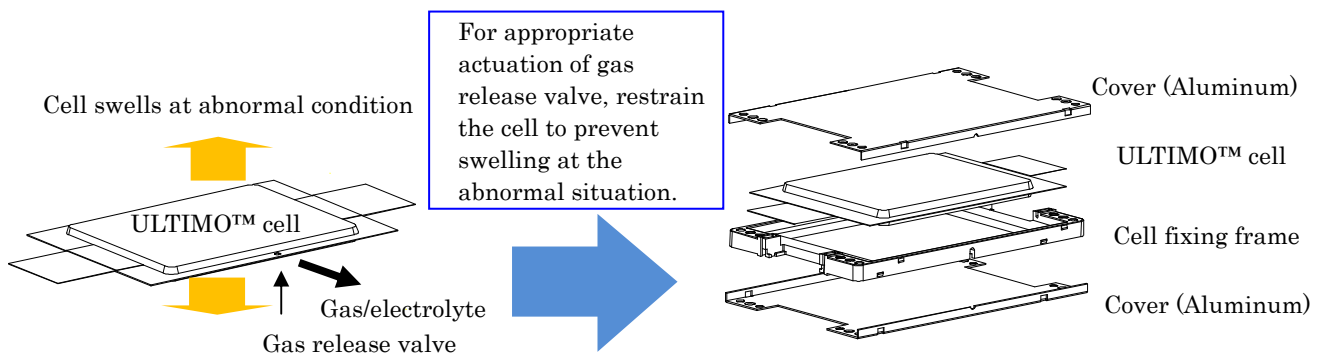 Cell swells at abnormal condition
ULTIMO™ cell
Gas/electrolyte
Gas release valve
For appropriate
actuation of gas
release valve, restrain
the cell to prevent
swelling at the
abnormal situation.
Cover (Aluminum)
ULTIMO™ cell
Cell fixing frame
Cover (Aluminum)